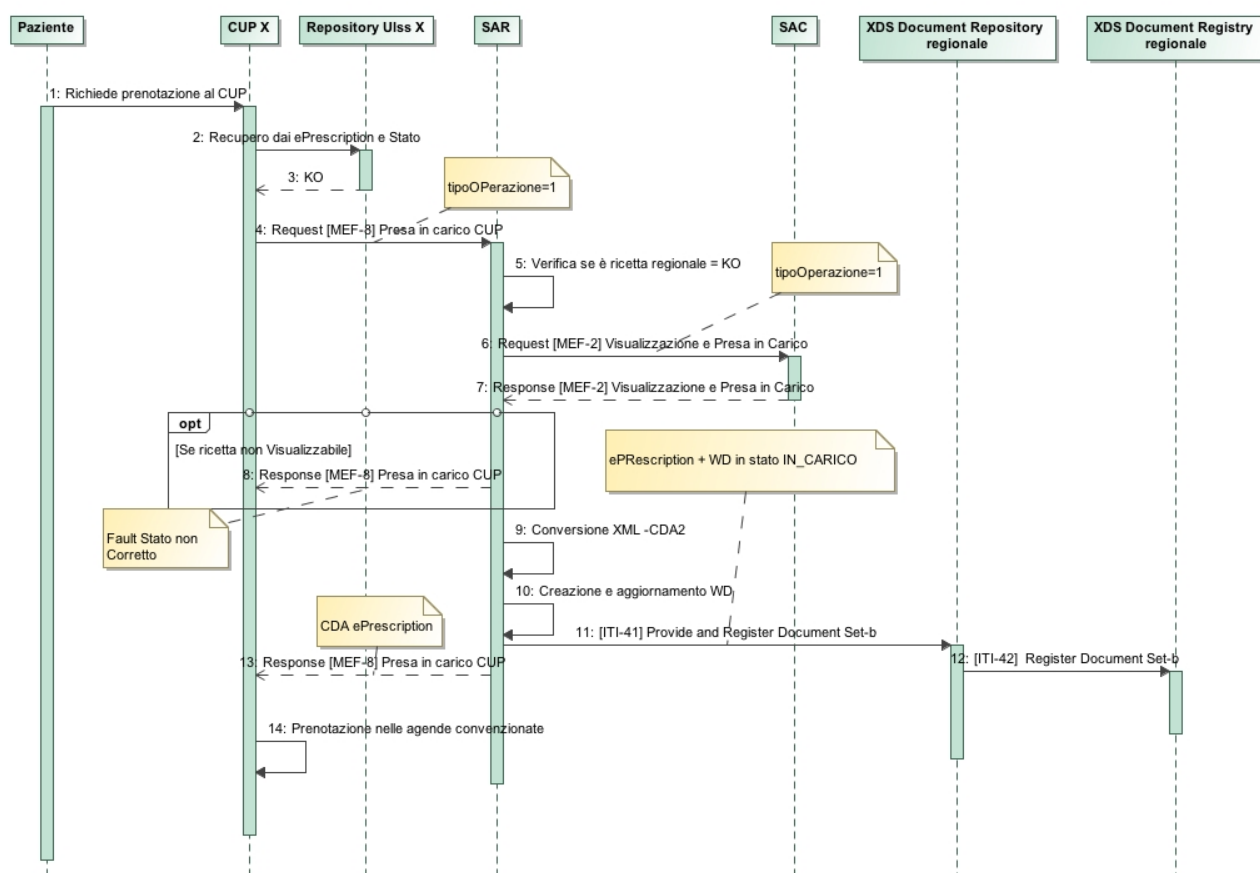 Paziente
CUP X
Repository Ulss X
SAR
SAC
XDS Document Repository
regionale
XDS Document Registry
regionale
1: Richiede prenotazione al CUP
2: Recupero dai ePrescription e Stato
3: KO
tipoOPerazione=1
4: Request [MEF-8] Presa in carico CUP
5: Verifica se è ricetta regionale = KO
tipoOperazione=1
6: Request [MEF-2] Visualizzazione e Presa in Carico
7: Response [MEF-2] Visualizzazione e Presa in Carico
opt
[Se ricetta non Visualizzabile]
ePRescription + WD in stato IN_CARICO
8: Response [MEF-8] Presa in carico CUP
Fault Stato non
Corretto
9: Conversione XML -CDA2
10: Creazione e aggiornamento WD
CDA ePrescription
11: [ITI-41] Provide and Register Document Set-b
12: [ITI-42] Register Document Set-b
13: Response [MEF-8] Presa in carico CUP
14: Prenotazione nelle agende convenzionate